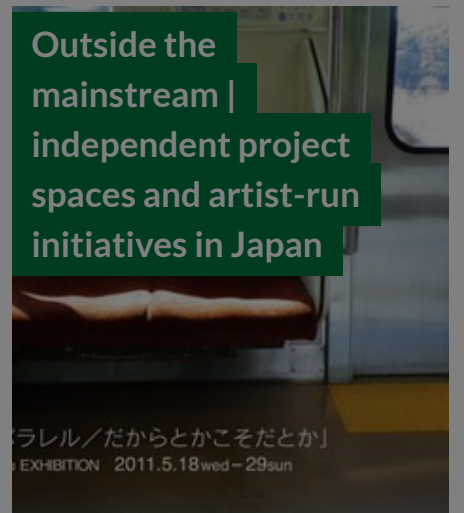 Outside the
mainstream |
independent project
spaces and artist-run
initiatives in Japan
ラレル／だからとかこそだとか」
EXHIBITION 2011.5.18wed–29sun